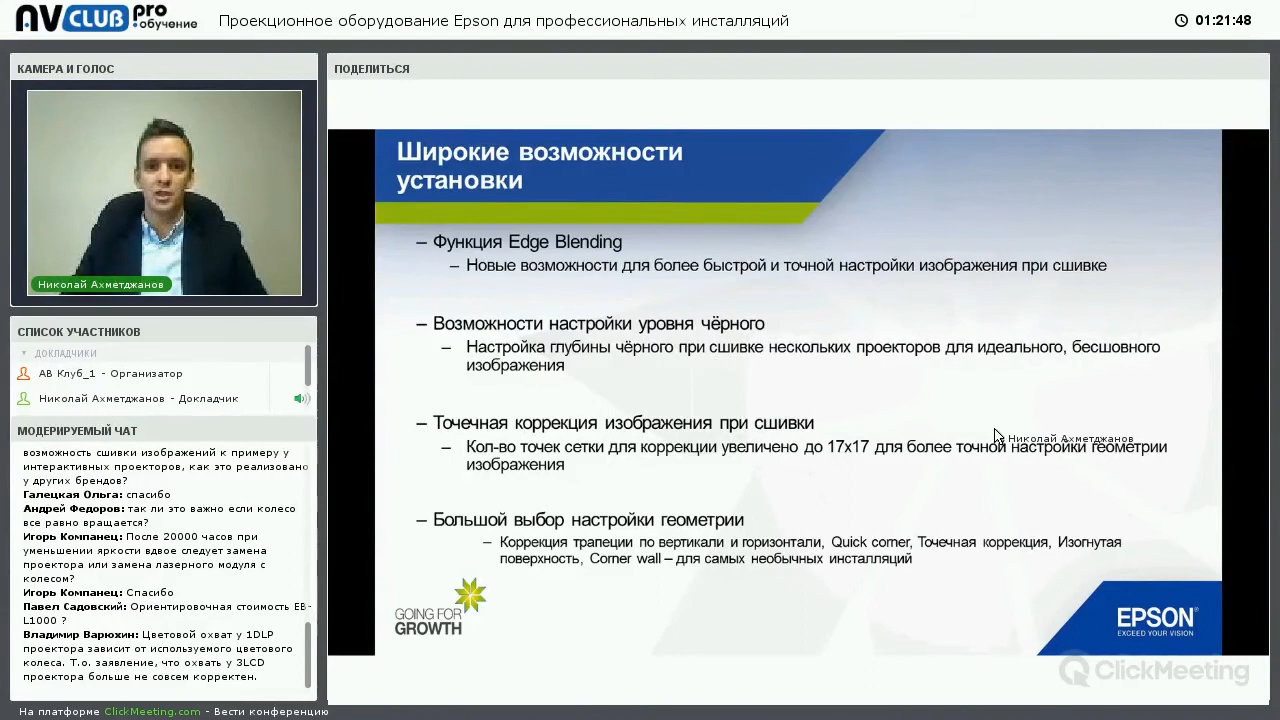 AV CLUB pro обучение
Проекционное оборудование Epson для профессиональных инсталляций
01:21:48
КАМЕРА И ГОЛОС
Николай Ахметджанов
СПИСОК УЧАСТНИКОВ
ДОКЛАДЧИКИ
АВ Клуб_1 - Организатор
Николай Ахметджанов - Докладчик
МОДЕРИРУЕМЫЙ ЧАТ
возможность сшивки изображений к примеру у
интерактивных проекторов, как это реализовано
у других брендов?
Галецкая Ольга: спасибо
Андрей Федоров: так ли это важно если колесо
все равно вращается?
Игорь Компанец: После 20000 часов при
уменьшении яркости вдвое следует замена
проектора или замена лазерного модуля с
колесом?
Игорь Компанец: Спасибо
Павел Садовский: Ориентировочная стоимость EB-
L1000 ?
Владимир Варюхин: Цветовой охват у 1DLP
проектора зависит от используемого цветового
колеса. Т.о. заявление, что охвать у 3LCD
проектора больше не совсем корректен.
ПОДЕЛИТЬСЯ
Широкие возможности
установки
– Функция Edge Blending
– Новые возможности для более быстрой и точной настройки изображения при сшивке
– Возможности настройки уровня чёрного
– Настройка глубины чёрного при сшивке нескольких проекторов для идеального, бесшовного
изображения
– Точечная коррекция изображения при сшивки
Николай Ахметджанов
– Кол-во точек сетки для коррекции увеличено до 17x17 для более точной настройки геометрии
изображения
– Большой выбор настройки геометрии
– Коррекция трапеции по вертикали и горизонтали, Quick corner, Точечная коррекция, Изогнутая
поверхность, Corner wall – для самых необычных инсталляций
GOING FOR
GROWTH
EPSON®
EXCEED YOUR VISION
ClickMeeting
На платформе ClickMeeting.com - Вести конференцию